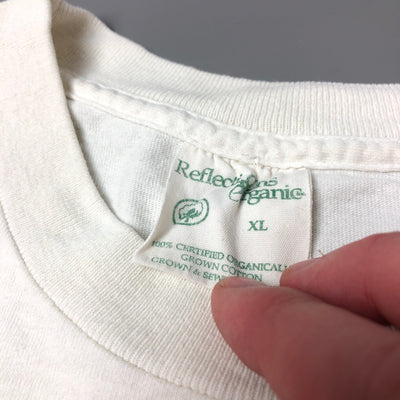 Reflections
Organic
XL
100% CERTIFIED ORGANICALLY
GROWN COTTON
GROWN & SEWN